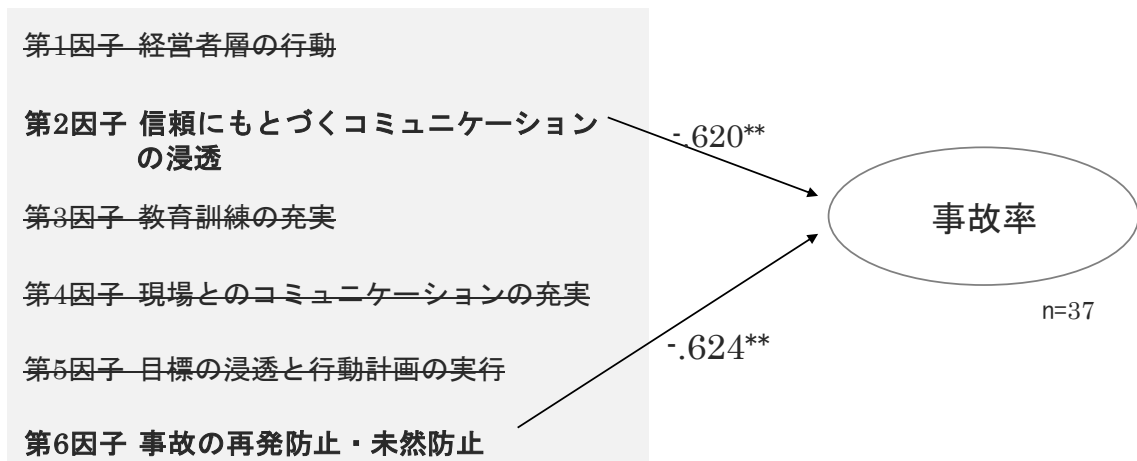 第1因子 経営者層の行動
第2因子 信頼にもとづくコミュニケーション
の浸透
-.620**
第3因子 教育訓練の充実
事故率
第4因子 現場とのコミュニケーションの充実
n=37
-.624**
第5因子 目標の浸透と行動計画の実行
第6因子 事故の再発防止・未然防止